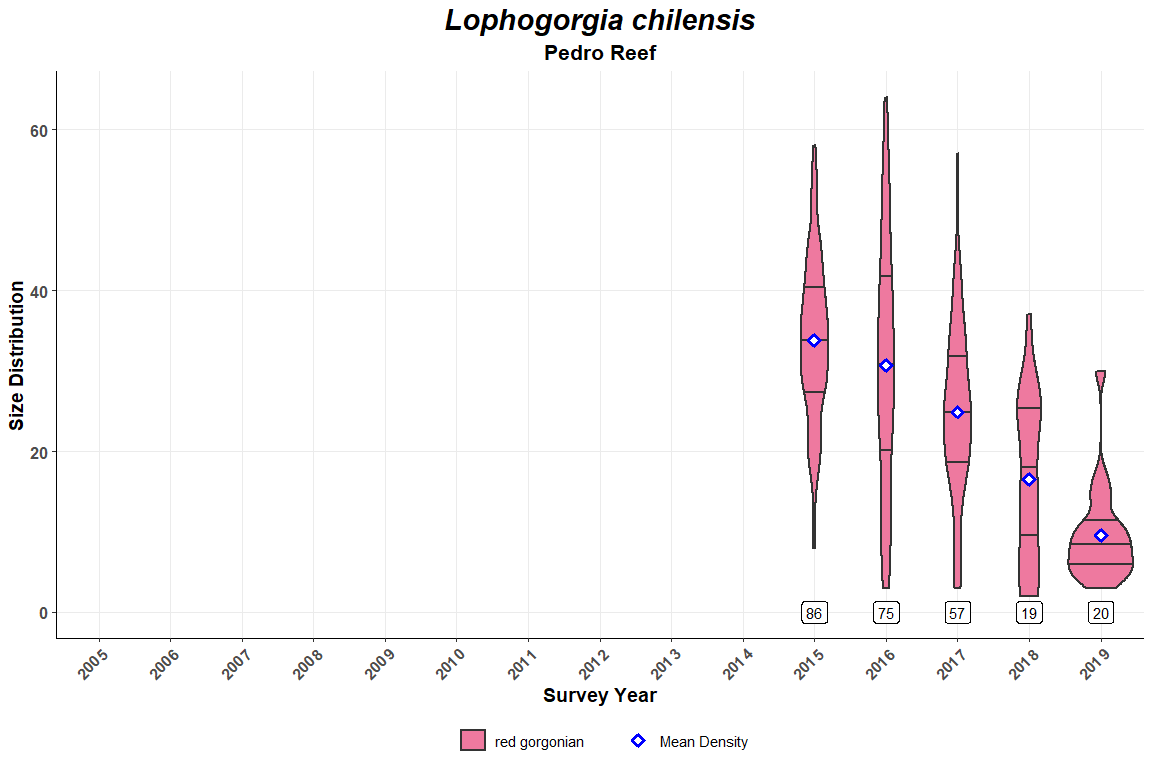 Lophogorgia chilensis
Pedro Reef
Size Distribution
60
40
20
0
86 75 57 19 20
2005 2006 2007 2008 2009 2010 2011 2012 2013 2014 2015 2016 2017 2018 2019
Survey Year
red gorgonian Mean Density